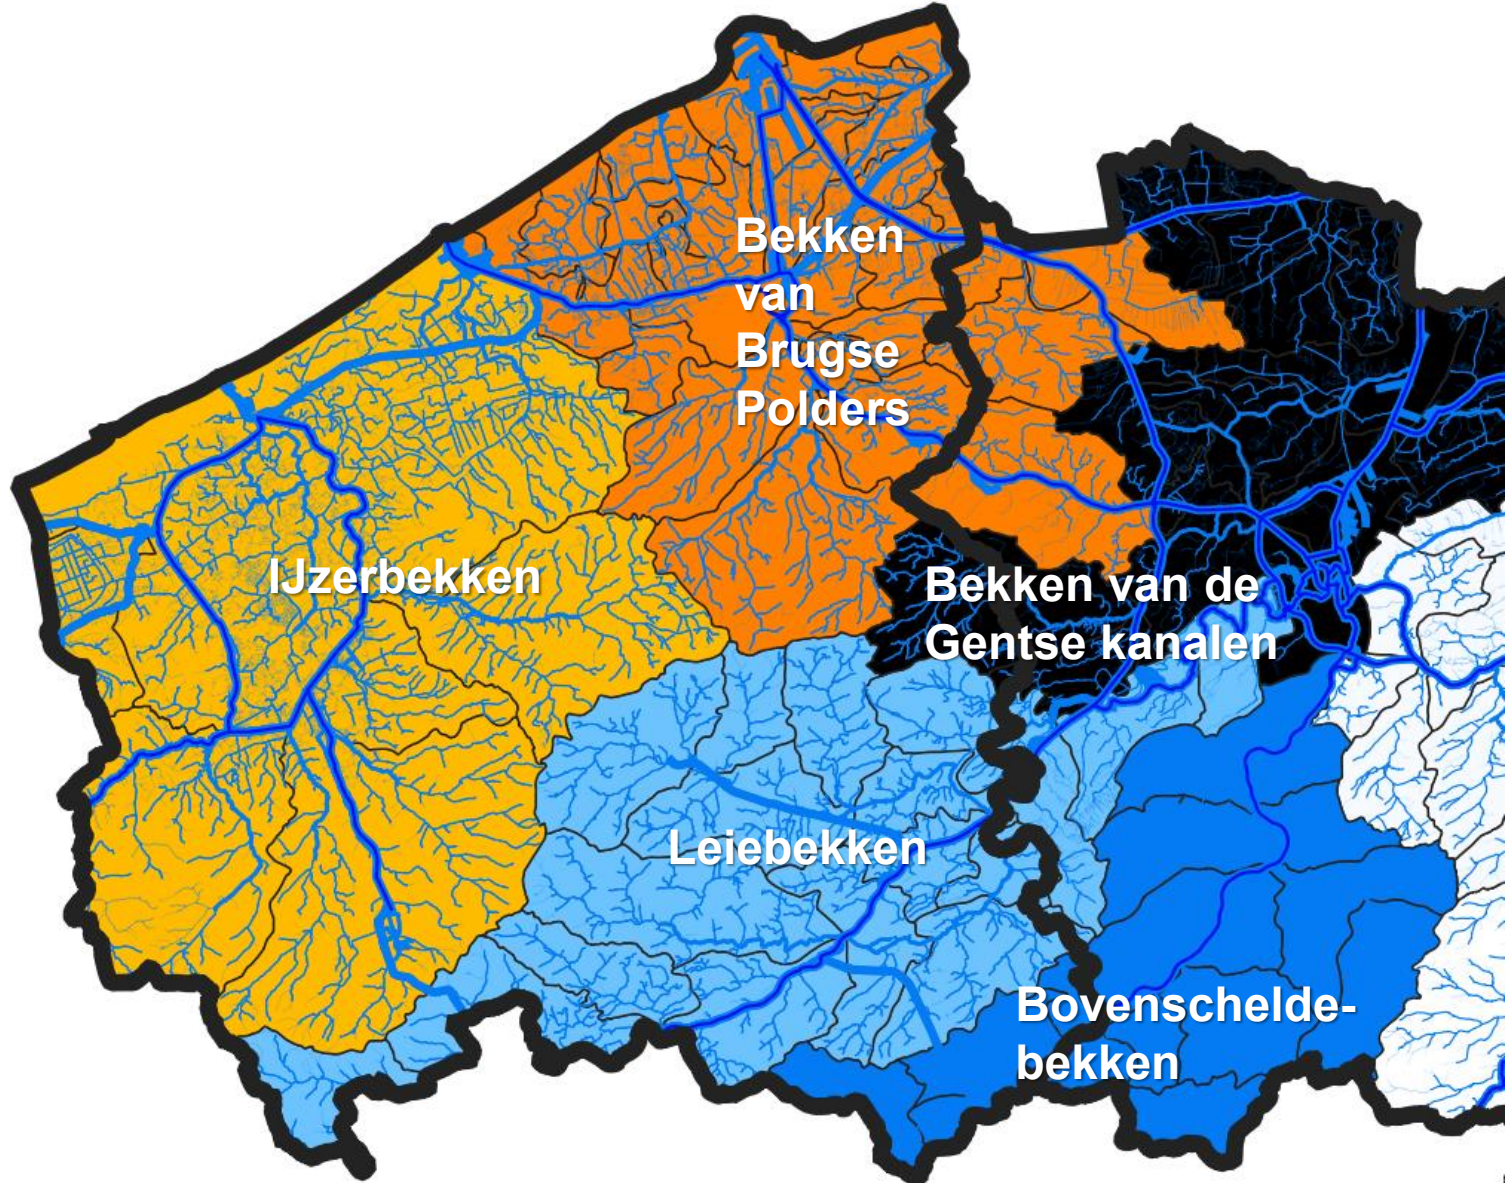 Bekken
van
Brugse
Polders
IJzerbekken
Bekken van de
Gentse kanalen
Leiebekken
Bovenschelde-
bekken